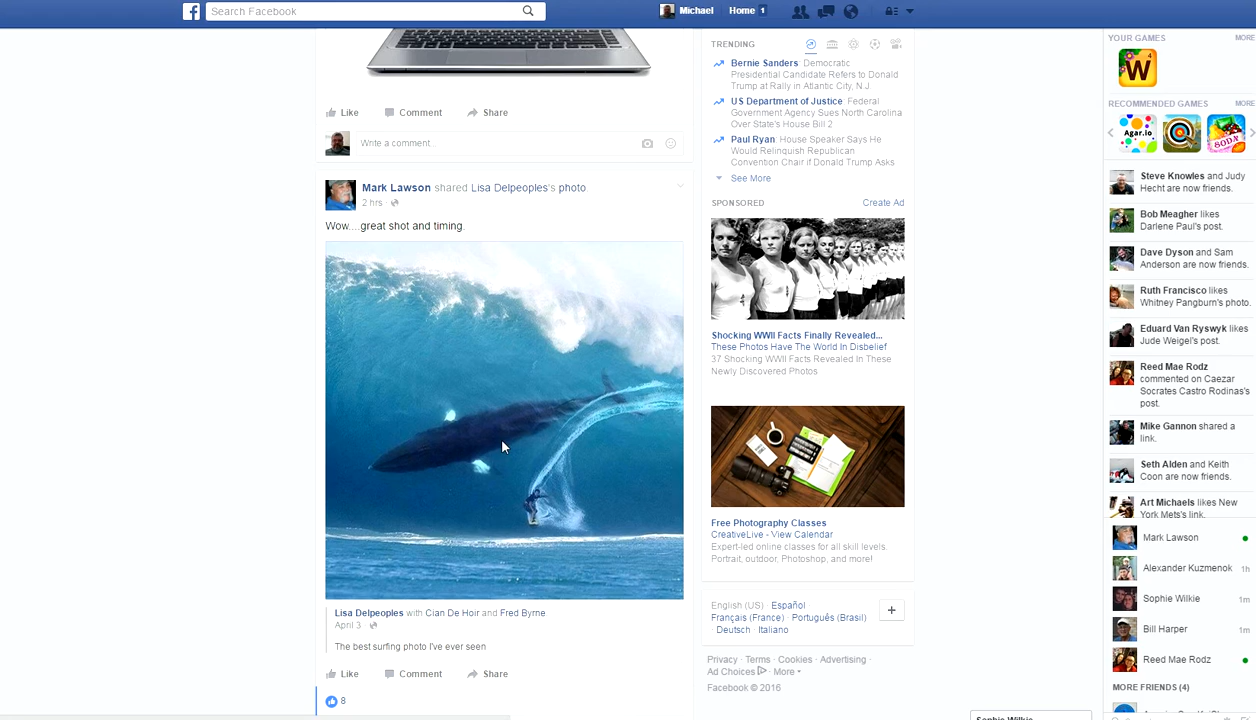 Search Facebook
Michael
Home 1
Like Comment Share
Write a comment...
Mark Lawson shared Lisa Delpeoples's photo.
2 hrs ·
Wow....great shot and timing.
Lisa Delpeoples with Cian De Hoir and Fred Byrne
April 3 ·
The best surfing photo I've ever seen
Like Comment Share
8
TRENDING
Bernie Sanders: Democratic
Presidential Candidate Refers to Donald
Trump at Rally in Atlantic City, N.J.
US Department of Justice: Federal
Government Agency Sues North Carolina
Over State's House Bill 2
Paul Ryan: House Speaker Says He
Would Relinquish Republican
Convention Chair if Donald Trump Asks
See More
SPONSORED Create Ad
Shocking WWII Facts Finally Revealed...
These Photos Have The World In Disbelief
37 Shocking WWII Facts Revealed In These
Newly Discovered Photos
Free Photography Classes
CreativeLive - View Calendar
Expert-led online classes for all skill levels.
Portrait, outdoor, Photoshop, and more!
English (US) · Español
Français (France) · Português (Brasil)
· Deutsch · Italiano
+
Privacy · Terms · Cookies · Advertising ·
Ad Choices · More
Facebook © 2016
Sophie Wilkie
YOUR GAMES MORE
W 4
RECOMMENDED GAMES MORE
Agar.io
SODA
Steve Knowles and Judy
Hecht are now friends.
Bob Meagher likes
Darlene Paul's post.
Dave Dyson and Sam
Anderson are now friends.
Ruth Francisco likes
Whitney Pangburn's photo.
Eduard Van Ryswyk likes
Jude Weigel's post.
Reed Mae Rodz
commented on Caezar
Socrates Castro Rodinas's
post.
Mike Gannon shared a
link.
Seth Alden and Keith
Coon are now friends.
Art Michaels likes New
York Mets's link.
Mark Lawson
Alexander Kuzmenok 1h
Sophie Wilkie 1m
Bill Harper 1m
Reed Mae Rodz
MORE FRIENDS (4)